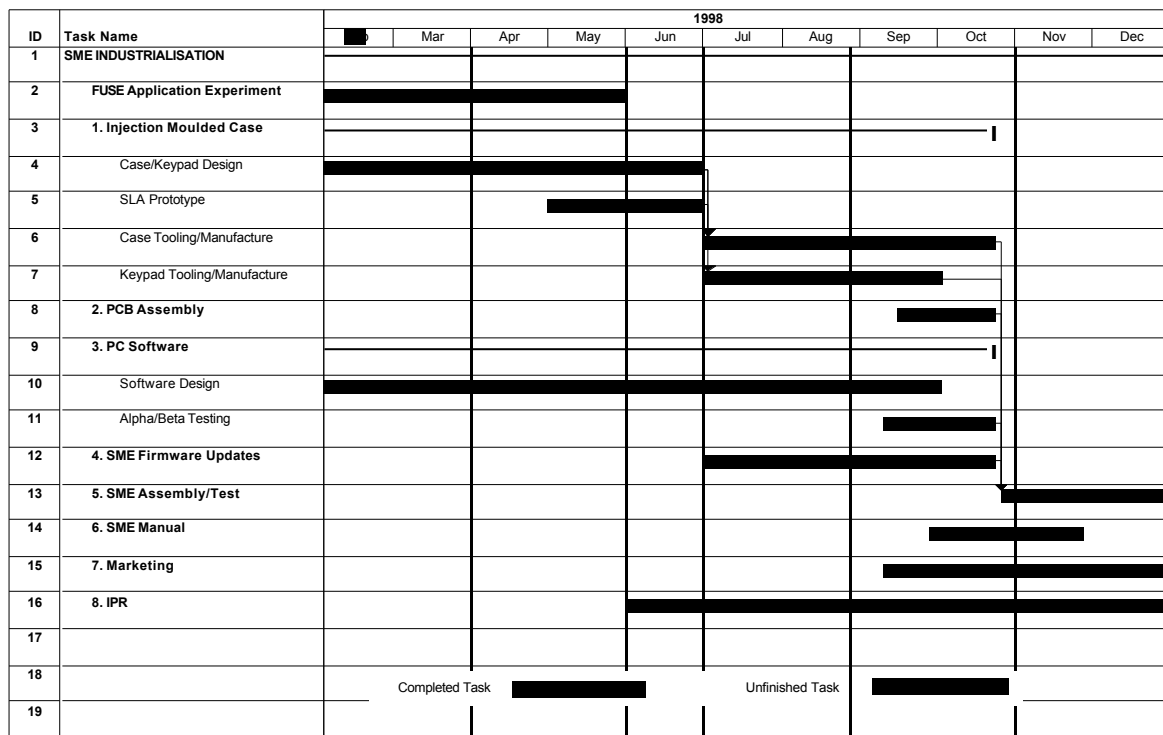 1998
ID Task Name Mar Apr May Jun Jul Aug Sep Oct Nov Dec
1 SME INDUSTRIALISATION
2 FUSE Application Experiment
3 1. Injection Moulded Case
4 Case/Keypad Design
5 SLA Prototype
6 Case Tooling/Manufacture
7 Keypad Tooling/Manufacture
8 2. PCB Assembly
9 3. PC Software
10 Software Design
11 Alpha/Beta Testing
12 4. SME Firmware Updates
13 5. SME Assembly/Test
14 6. SME Manual
15 7. Marketing
16 8. IPR
17
18
Completed Task Unfinished Task
19